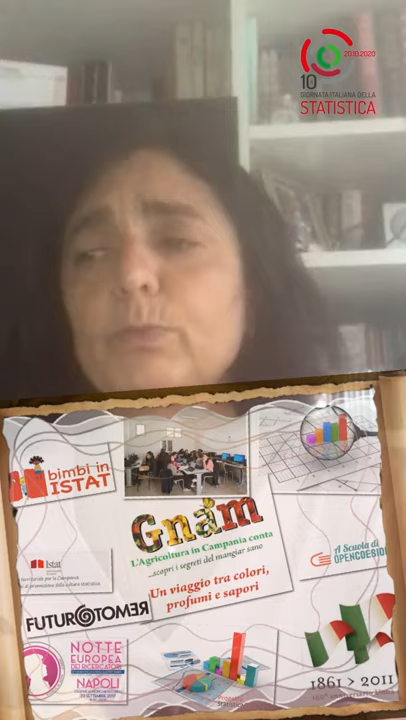 20.10.2020
10
GIORNATA ITALIANA DELLA
STATISTICA
bimbi in
ISTAT
Gnam
L'Agricoltura in Campania conta
...scopri i segreti del mangiar sano
Un viaggio tra colori,
profumi e sapori
Istat
A Scuola di
OPENCOESIONE
FUTURO
REMOTO
NOTTE
EUROPEA
DEI RICERCATORI
NAPOLI
1861 > 2011